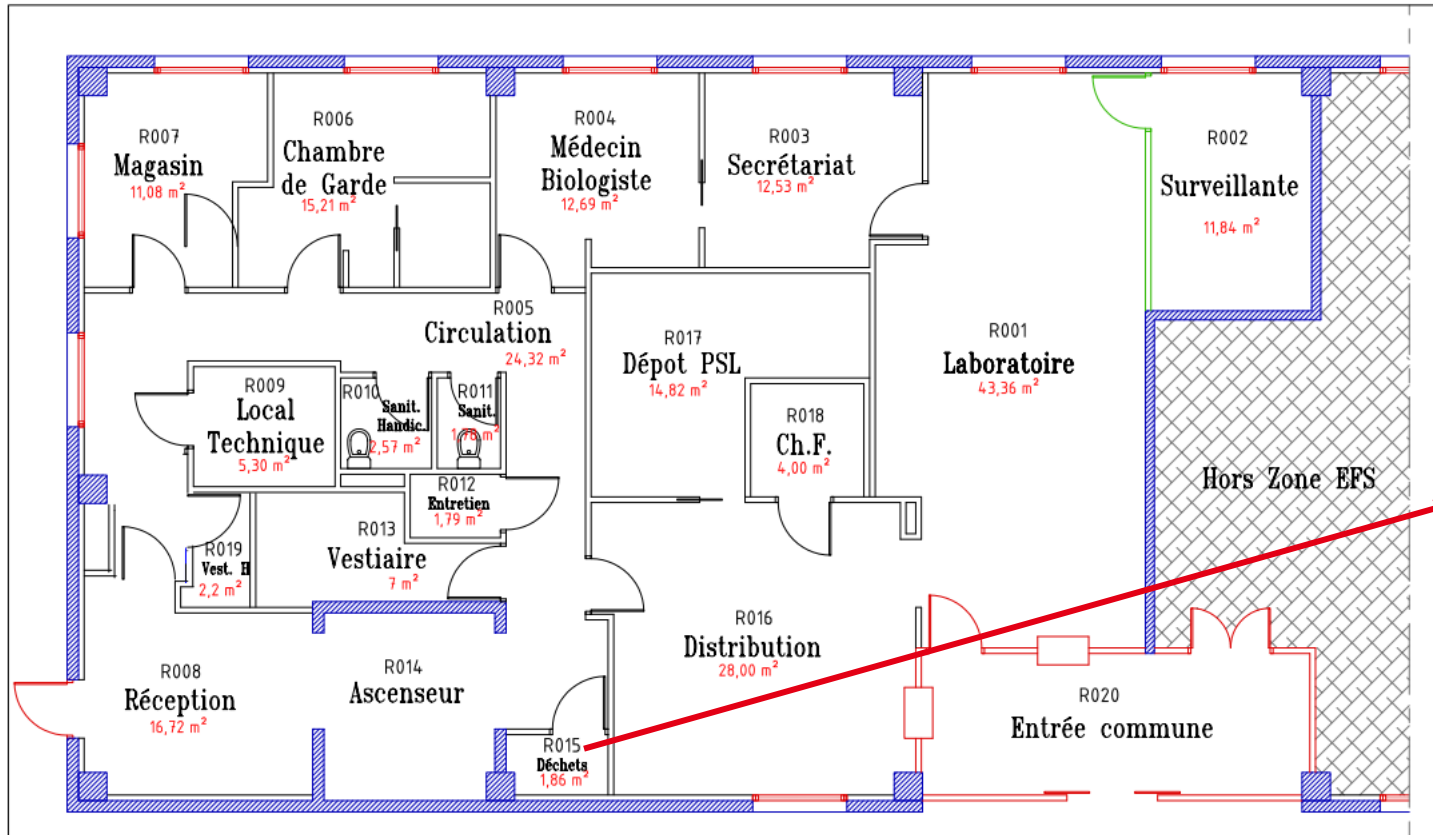 R007
Magasin
11,08 m²
R006
Chambre
de Garde
15,21 m²
R004
Médecin
Biologiste
12,69 m²
R003
Secrétariat
12,53 m²
R002
Surveillante
11,84 m²
R005
Circulation
24,32 m²
R017
Dépot PSL
14,82 m²
R001
Laboratoire
43,36 m²
R009
Local
Technique
5,30 m²
R010
Sanit.
Handic.
2,57 m²
R011
Sanit.
1,78 m²
R018
Ch.F.
4,00 m²
Hors Zone EFS
R012
Entretien
1,79 m²
R013
Vestiaire
7 m²
R019
Vest. H
2,2 m²
R016
Distribution
28,00 m²
R008
Réception
16,72 m²
R014
Ascenseur
R020
Entrée commune
R015
Déchets
1,86 m²